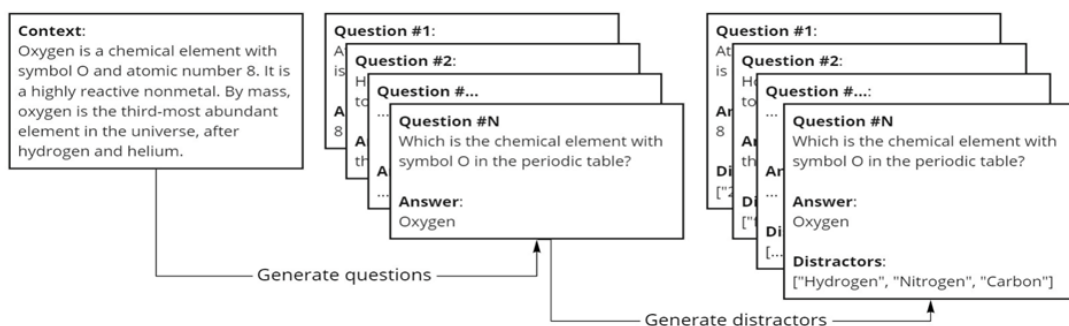 Context:
Oxygen is a chemical element with
symbol O and atomic number 8. It is
a highly reactive nonmetal. By mass,
oxygen is the third-most abundant
element in the universe, after
hydrogen and helium.
Question #1:
is
8
Question #2:
to
Question #...
...
...
Question #N
Which is the chemical element with
symbol O in the periodic table?
Answer:
Oxygen
Generate questions
Question #1:
is
8
Question #2:
to
Question #...:
...
...
[...
Question #N
Which is the chemical element with
symbol O in the periodic table?
Answer:
Oxygen
Distractors:
["Hydrogen", "Nitrogen", "Carbon"]
Generate distractors